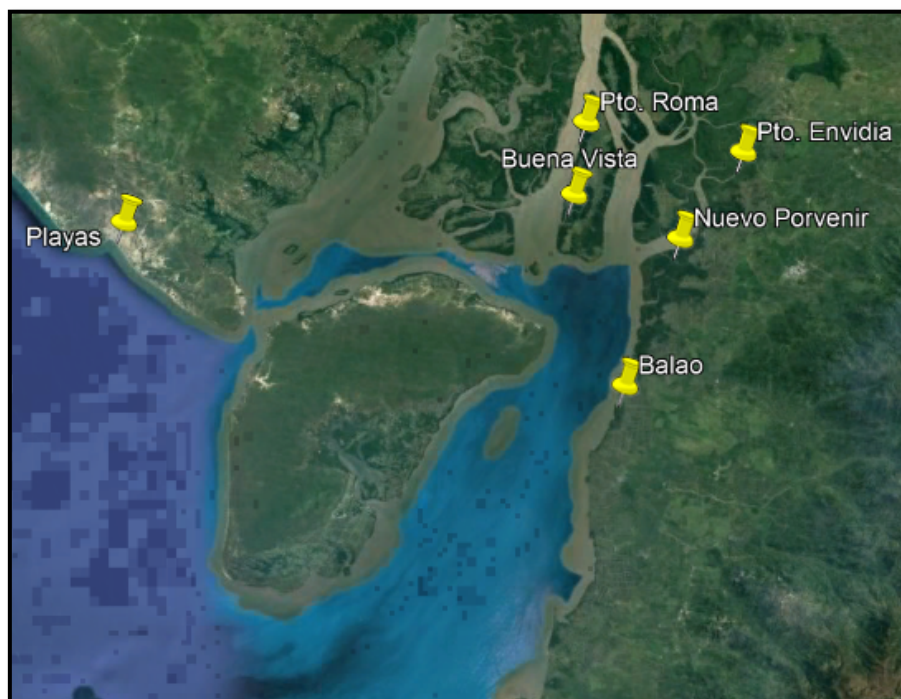 Pto. Roma
Pto. Envidia
Buena Vista
Nuevo Porvenir
Playas
Balao